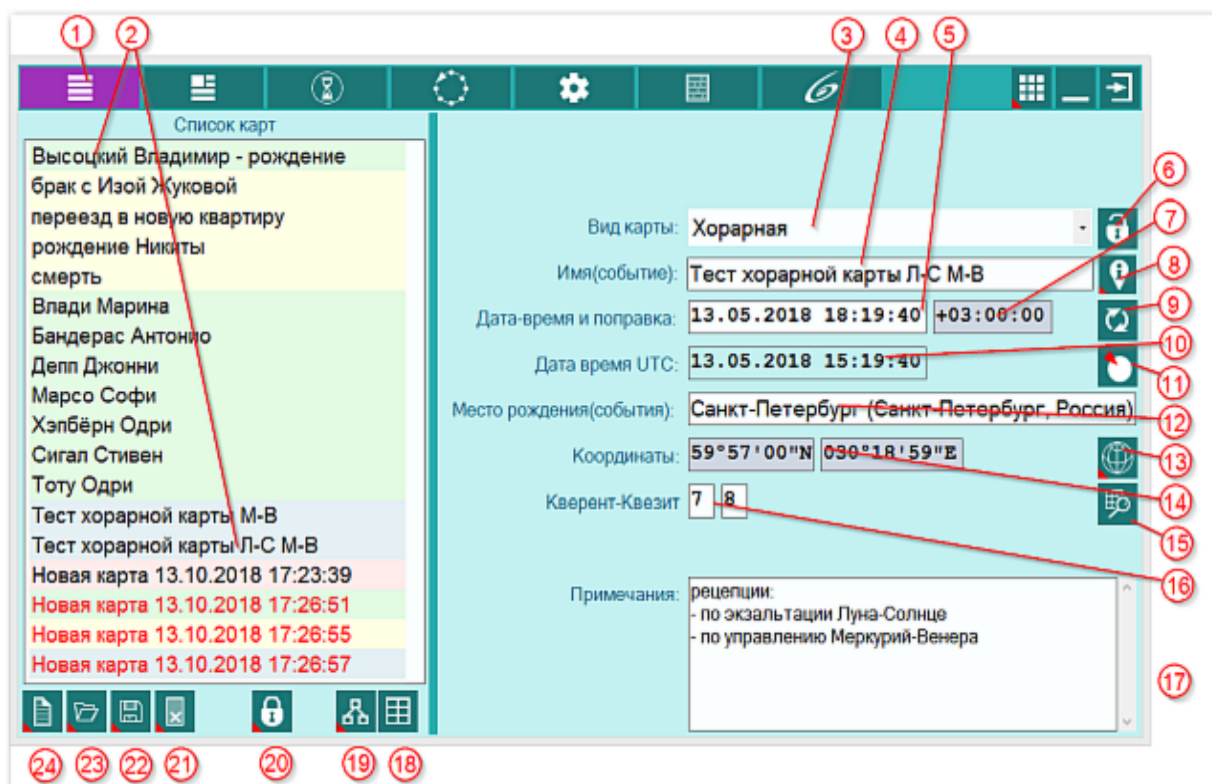 1 2 3 4 5
Список карт
Высоцкий Владимир - рождение
брак с Изой Жуковой
переезд в новую квартиру
рождение Никиты
смерть
Влади Марина
Бандерас Антонио
Депп Джонни
Марсо Софи
Хэпбёрн Одри
Сигал Стивен
Тоту Одри
Тест хорарной карты М-В
Тест хорарной карты Л-С М-В
Новая карта 13.10.2018 17:23:39
Новая карта 13.10.2018 17:26:51
Новая карта 13.10.2018 17:26:55
Новая карта 13.10.2018 17:26:57
Вид карты: Хорарная
Имя(событие): Тест хорарной карты Л-С М-В
Дата-время и поправка: 13.05.2018 18:19:40 +03:00:00
Дата время UTC: 13.05.2018 15:19:40
Место рождения(события): Санкт-Петербург (Санкт-Петербург, Россия)
Координаты: 59°57'00"N 030°18'59"E
Кверент-Квезит 7 8
Примечания: рецепции:
- по экзальтации Луна-Солнце
- по управлению Меркурий-Венера
6
7
8
9
10
11
12
13
14
15
16
17
24 23 22 21 20 19 18